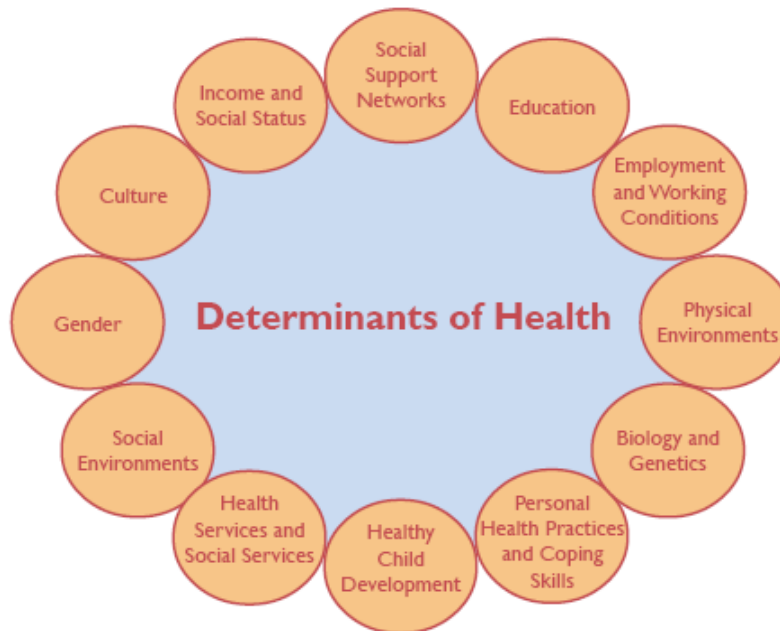 Social
Support
Networks
Education
Employment
and Working
Conditions
Physical
Environments
Biology and
Genetics
Personal
Health Practices
and Coping
Skills
Healthy
Child
Development
Health
Services and
Social Services
Social
Environments
Gender
Culture
Income and
Social Status
Determinants of Health